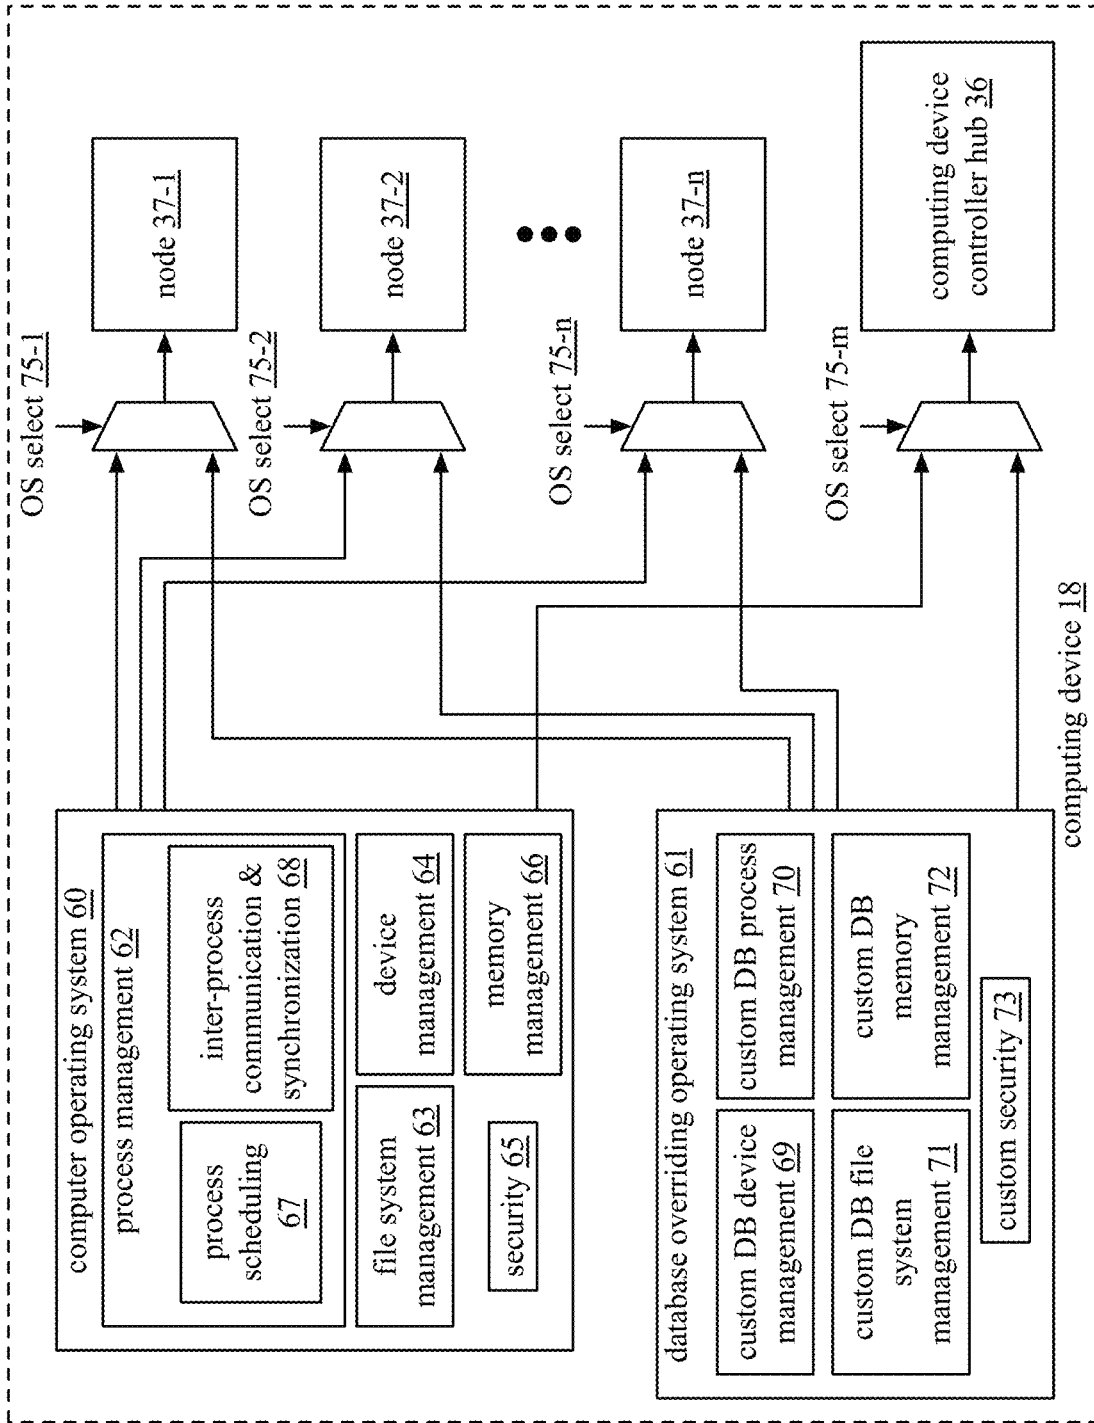 computer operating system 60
process management 62
process
scheduling
67
inter-process
communication &
synchronization 68
file system
management 63
device
management 64
security 65
memory
management 66
database overriding operating system 61
custom DB device
management 69
custom DB process
management 70
custom DB file
system
management 71
custom DB
memory
management 72
custom security 73
OS select 75-1
node 37-1
OS select 75-2
node 37-2
OS select 75-n
node 37-n
OS select 75-m
computing device
controller hub 36
computing device 18